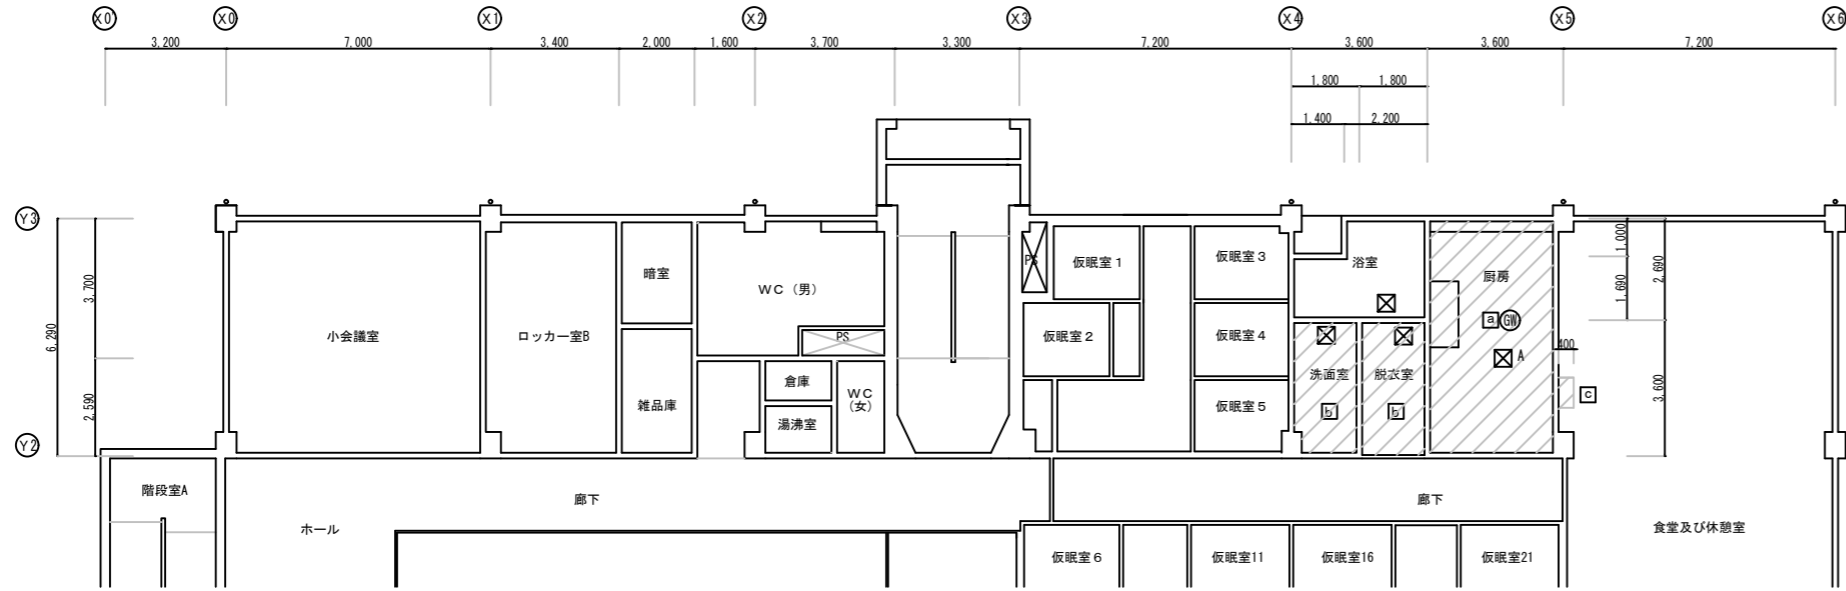 X0' X0 X1 X2 X3 X4 X5 X6
3,200 7,000 3,400 2,000 1,600 3,700 3,300 7,200 3,600 3,600 7,200
1,800 1,800
1,400 2,200
Y3
6,290
3,700
2,590
Y2
小会議室
ロッカー室B
暗室
雑品庫
WC（男）
PS
倉庫
湯沸室
WC
（女）
PS
仮眠室１
仮眠室２
仮眠室３
仮眠室４
仮眠室５
浴室
洗面室
脱衣室
b
b
厨房
a GW
A
400
c
1,000
1,690
2,690
3,600
階段室A
ホール
廊下
廊下
食堂及び休憩室
仮眠室６
仮眠室11
仮眠室16
仮眠室21